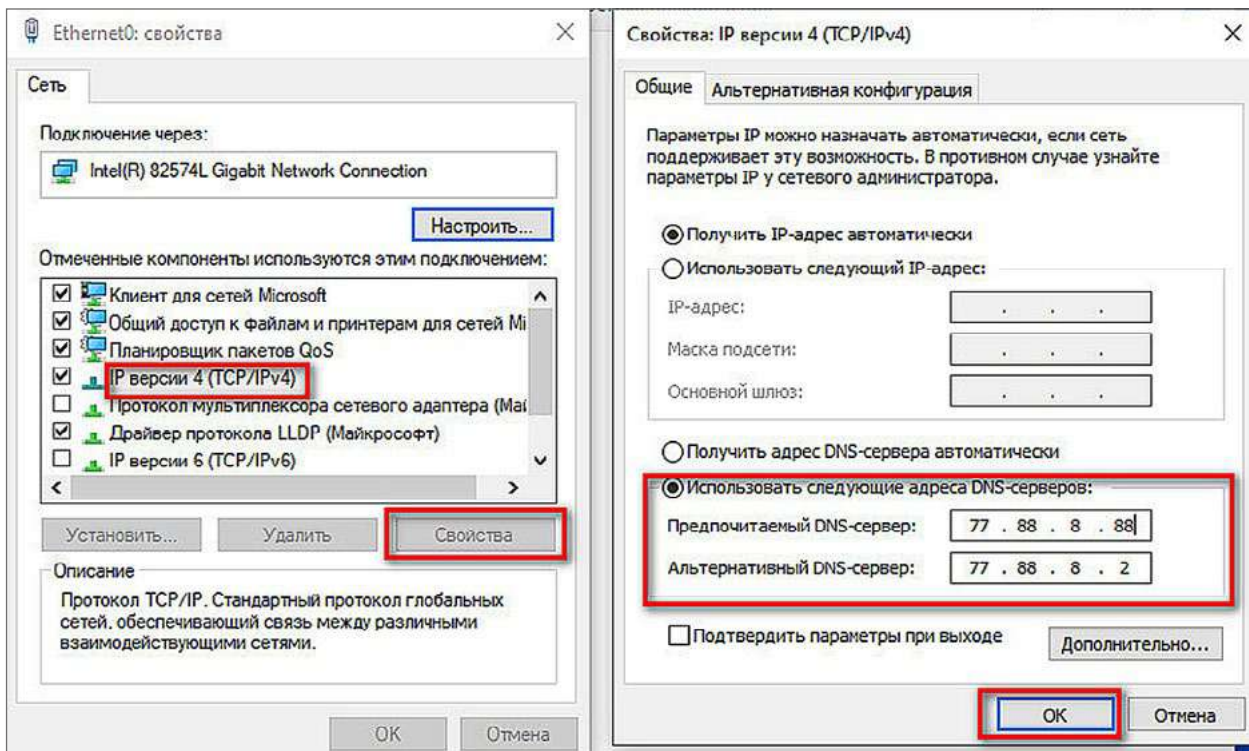 Ethernet0: свойства
Сеть
Подключение через:
Intel(R) 82574L Gigabit Network Connection
Настроить...
Отмеченные компоненты используются этим подключением:
Клиент для сетей Microsoft
Общий доступ к файлам и принтерам для сетей Mi
Планировщик пакетов QoS
IP версии 4 (TCP/IPv4)
Протокол мультиплексора сетевого адаптера (Май
Драйвер протокола LLDP (Майкрософт)
IP версии 6 (TCP/IPv6)
Установить...
Удалить
Свойства
Описание
Протокол TCP/IP. Стандартный протокол глобальных
сетей, обеспечивающий связь между различными
взаимодействующими сетями.
OK
Отмена
Свойства: IP версии 4 (TCP/IPv4)
Общие
Альтернативная конфигурация
Параметры IP можно назначать автоматически, если сеть
поддерживает эту возможность. В противном случае узнайте
параметры IP у сетевого администратора.
Получить IP-адрес автоматически
Использовать следующий IP-адрес:
IP-адрес:
Маска подсети:
Основной шлюз:
Получить адрес DNS-сервера автоматически
Использовать следующие адреса DNS-серверов:
Предпочитаемый DNS-сервер: 77 . 88 . 8 . 88
Альтернативный DNS-сервер: 77 . 88 . 8 . 2
Подтвердить параметры при выходе
Дополнительно...
OK
Отмена